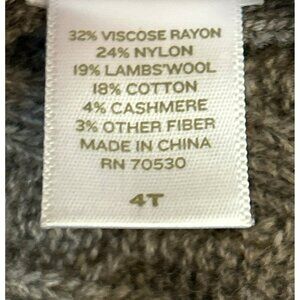 32% VISCOSE RAYON
24% NYLON
19% LAMBS'WOOL
18% COTTON
4% CASHMERE
3% OTHER FIBER
MADE IN CHINA
RN 70530
4T